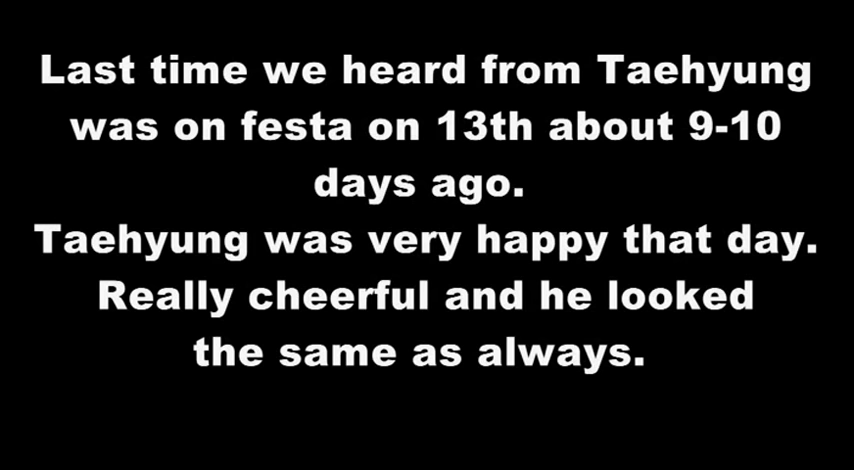 Last time we heard from Taehyung
was on festa on 13th about 9-10
days ago.
Taehyung was very happy that day.
Really cheerful and he looked
the same as always.